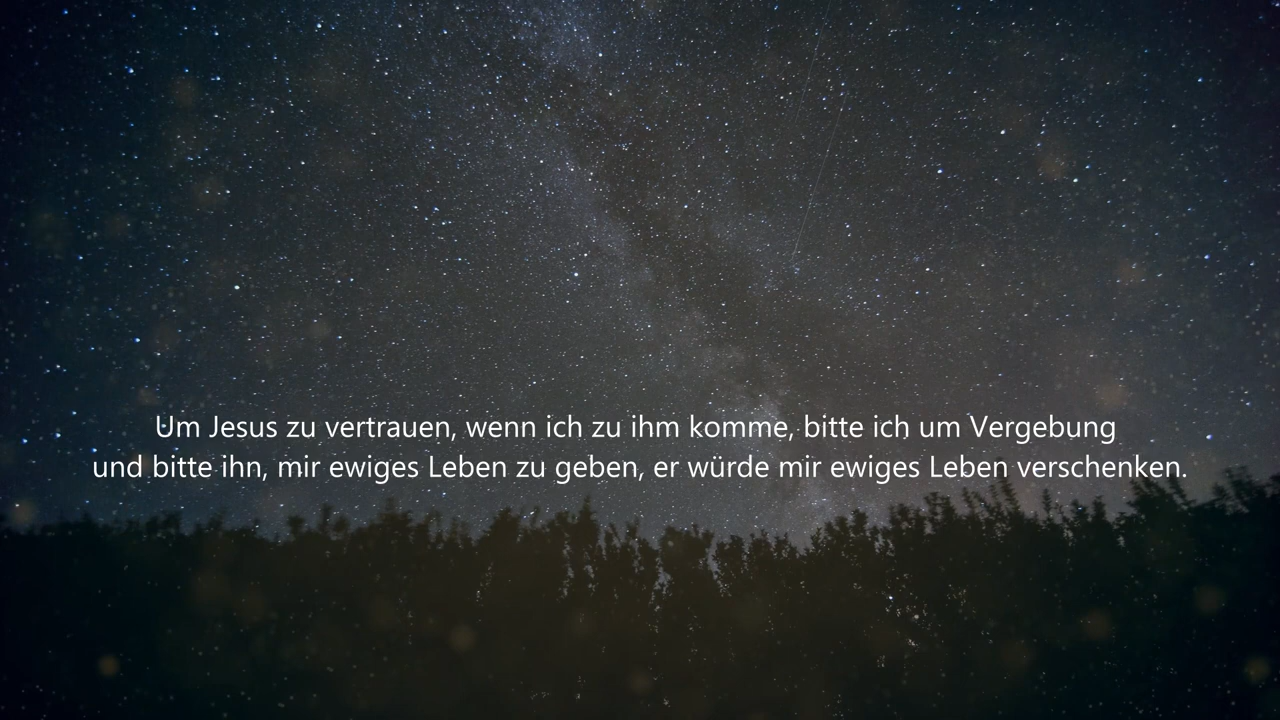 Um Jesus zu vertrauen, wenn ich zu ihm komme, bitte ich um Vergebung
und bitte ihn, mir ewiges Leben zu geben, er würde mir ewiges Leben verschenken.